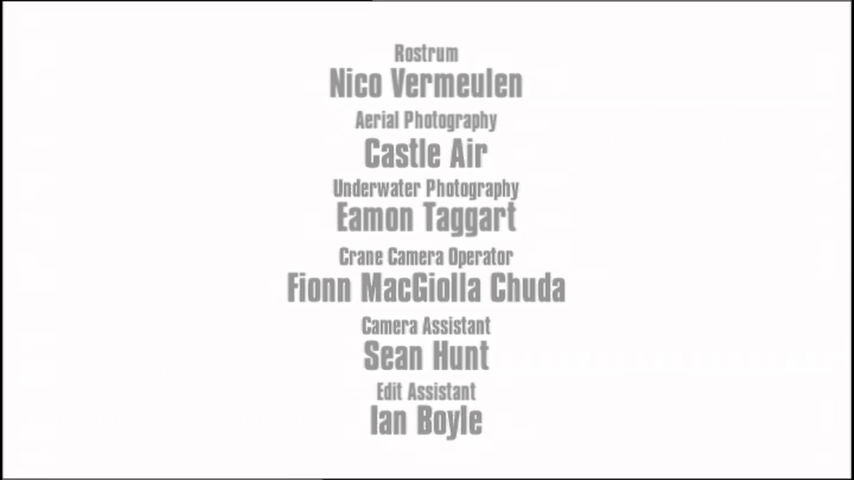 Rostrum
Nico Vermeulen
Aerial Photography
Castle Air
Underwater Photography
Eamon Taggart
Crane Camera Operator
Fionn MacGiolla Chuda
Camera Assistant
Sean Hunt
Edit Assistant
Ian Boyle